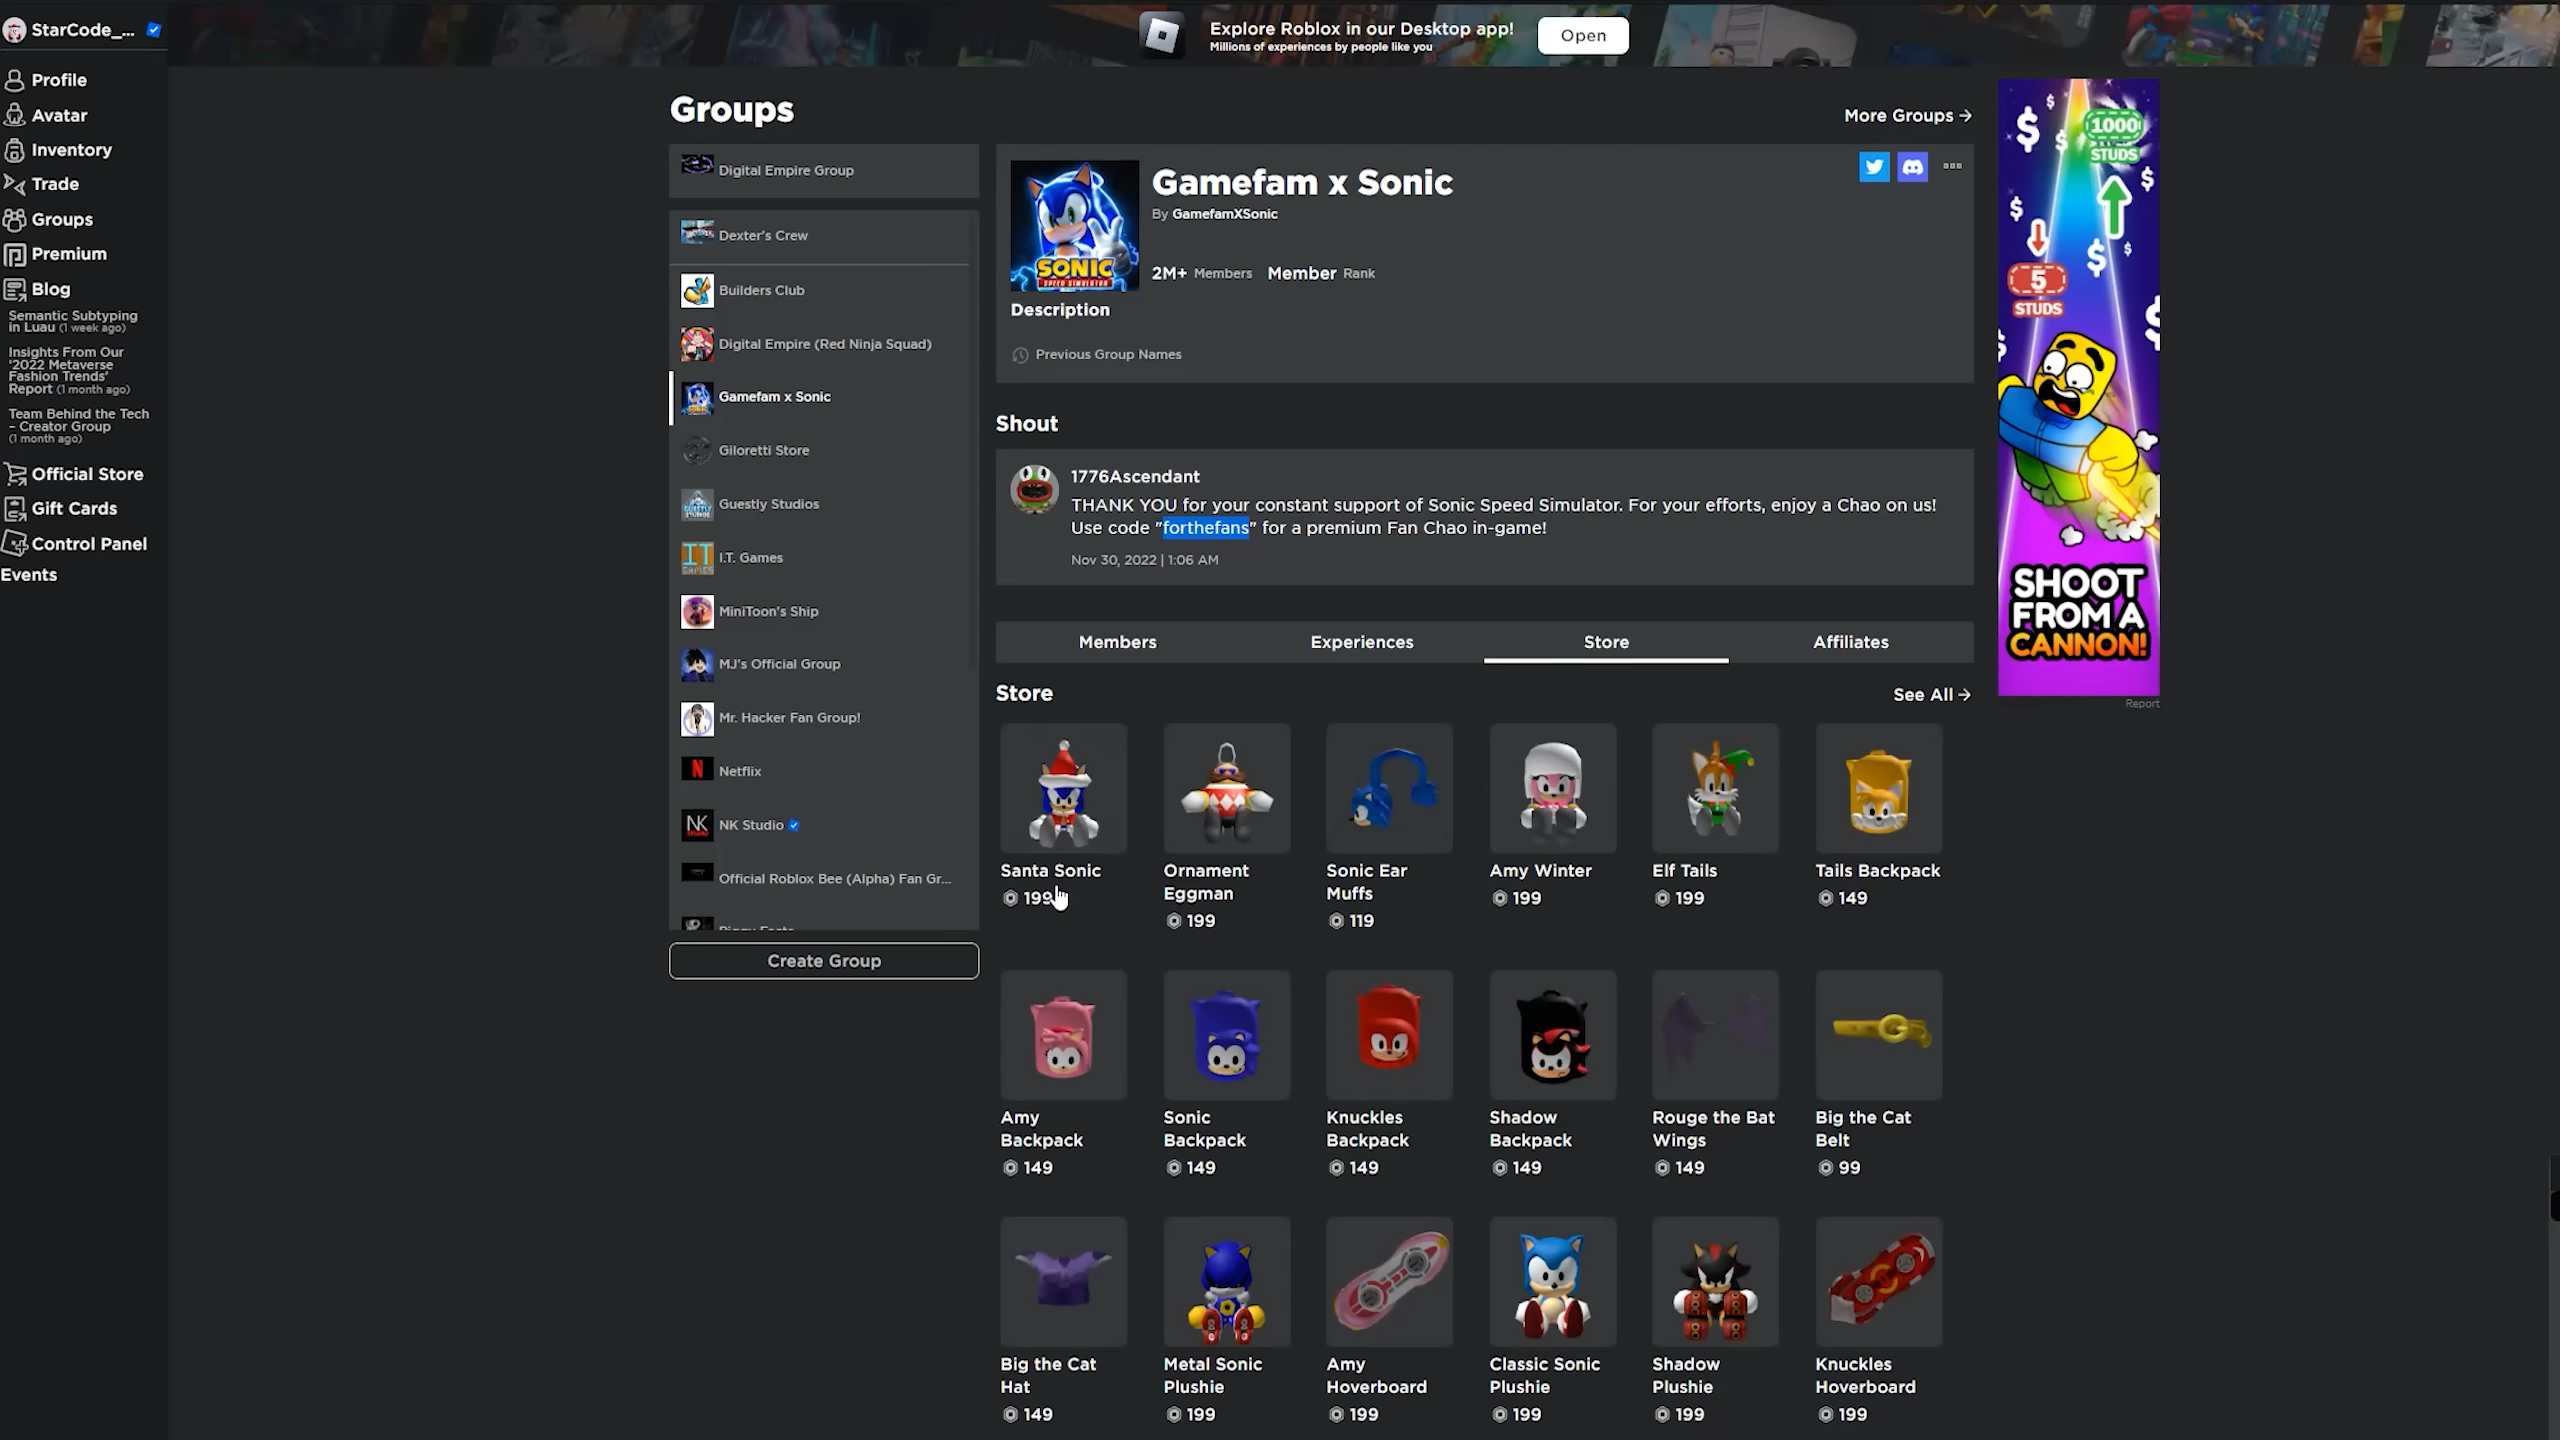 StarCode_...
Explore Roblox in our Desktop app!
Millions of experiences by people like you
Open
Profile
Avatar
Inventory
Trade
Groups
Premium
Blog
Semantic Subtyping
in Luau (1 week ago)
Insights From Our
'2022 Metaverse
Fashion Trends'
Report (1 month ago)
Team Behind the Tech
– Creator Group
(1 month ago)
Official Store
Gift Cards
Control Panel
Events
Groups
More Groups →
Digital Empire Group
Dexter's Crew
Builders Club
Digital Empire (Red Ninja Squad)
Gamefam x Sonic
Giloretti Store
Guestly Studios
I.T. Games
MiniToon's Ship
MJ's Official Group
Mr. Hacker Fan Group!
Netflix
NK Studio
Official Roblox Bee (Alpha) Fan Gr...
Create Group
SONIC
SPEED SIMULATOR
Gamefam x Sonic
By GamefamXSonic
2M+ Members Member Rank
Description
Previous Group Names
Shout
1776Ascendant
THANK YOU for your constant support of Sonic Speed Simulator. For your efforts, enjoy a Chao on us!
Use code "forthefans" for a premium Fan Chao in-game!
Nov 30, 2022 | 1:06 AM
Members Experiences Store Affiliates
Store
See All →
Santa Sonic
199
Ornament
Eggman
199
Sonic Ear
Muffs
119
Amy Winter
199
Elf Tails
199
Tails Backpack
149
Amy
Backpack
149
Sonic
Backpack
149
Knuckles
Backpack
149
Shadow
Backpack
149
Rouge the Bat
Wings
149
Big the Cat
Belt
99
Big the Cat
Hat
149
Metal Sonic
Plushie
199
Amy
Hoverboard
199
Classic Sonic
Plushie
199
Shadow
Plushie
199
Knuckles
Hoverboard
199
1000
STUDS
5
STUDS
SHOOT
FROM A
CANNON!
Report